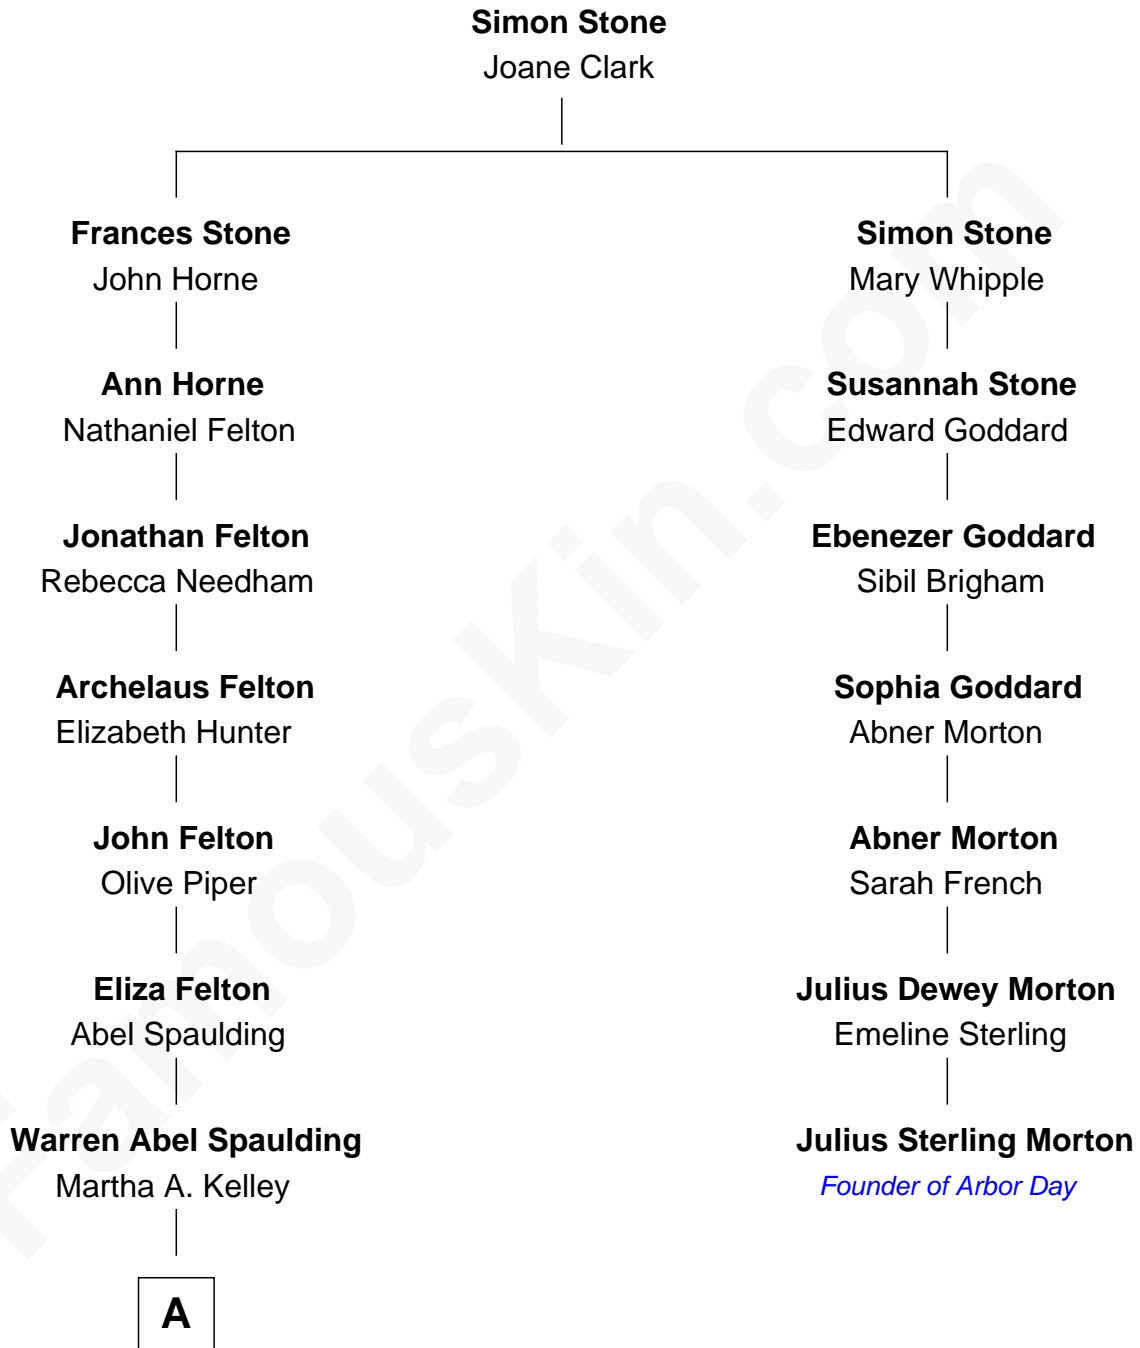 Simon Stone
Joane Clark
Frances Stone
John Horne
Ann Horne
Nathaniel Felton
Jonathan Felton
Rebecca Needham
Archelaus Felton
Elizabeth Hunter
John Felton
Olive Piper
Eliza Felton
Abel Spaulding
Warren Abel Spaulding
Martha A. Kelley
A
Simon Stone
Mary Whipple
Susannah Stone
Edward Goddard
Ebenezer Goddard
Sibil Brigham
Sophia Goddard
Abner Morton
Abner Morton
Sarah French
Julius Dewey Morton
Emeline Sterling
Julius Sterling Morton
Founder of Arbor Day
FamousKin.com